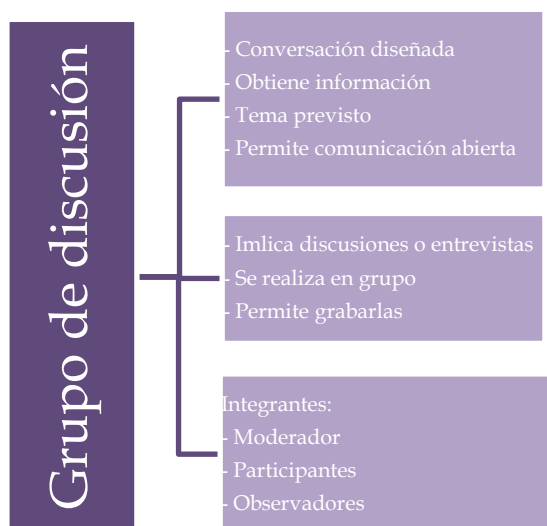 Grupo de discusión
- Conversación diseñada
- Obtiene información
- Tema previsto
- Permite comunicación abierta
- Imlica discusiones o entrevistas
- Se realiza en grupo
- Permite grabarlas
Integrantes:
- Moderador
- Participantes
- Observadores